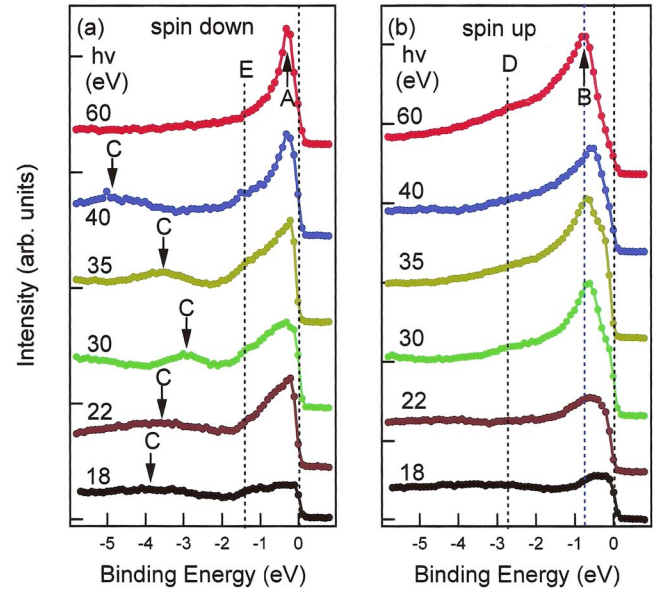 (a) spin down
hν
(eV)
E
A
60
C
40
C
35
C
30
C
22
C
18
-5 -4 -3 -2 -1 0
Binding Energy (eV)
Intensity (arb. units)
(b) spin up
hν
(eV)
D
B
60
40
35
30
22
18
-5 -4 -3 -2 -1 0
Binding Energy (eV)